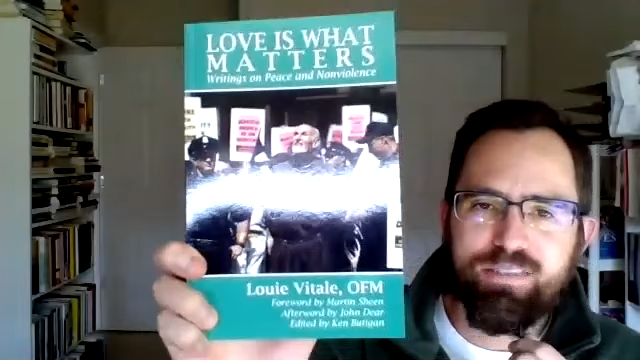 LOVE IS WHAT
MATTERS
Writings on Peace and Nonviolence
Louie Vitale, OFM
Foreword by Martin Sheen
Afterword by John Dear
Edited by Ken Butigan